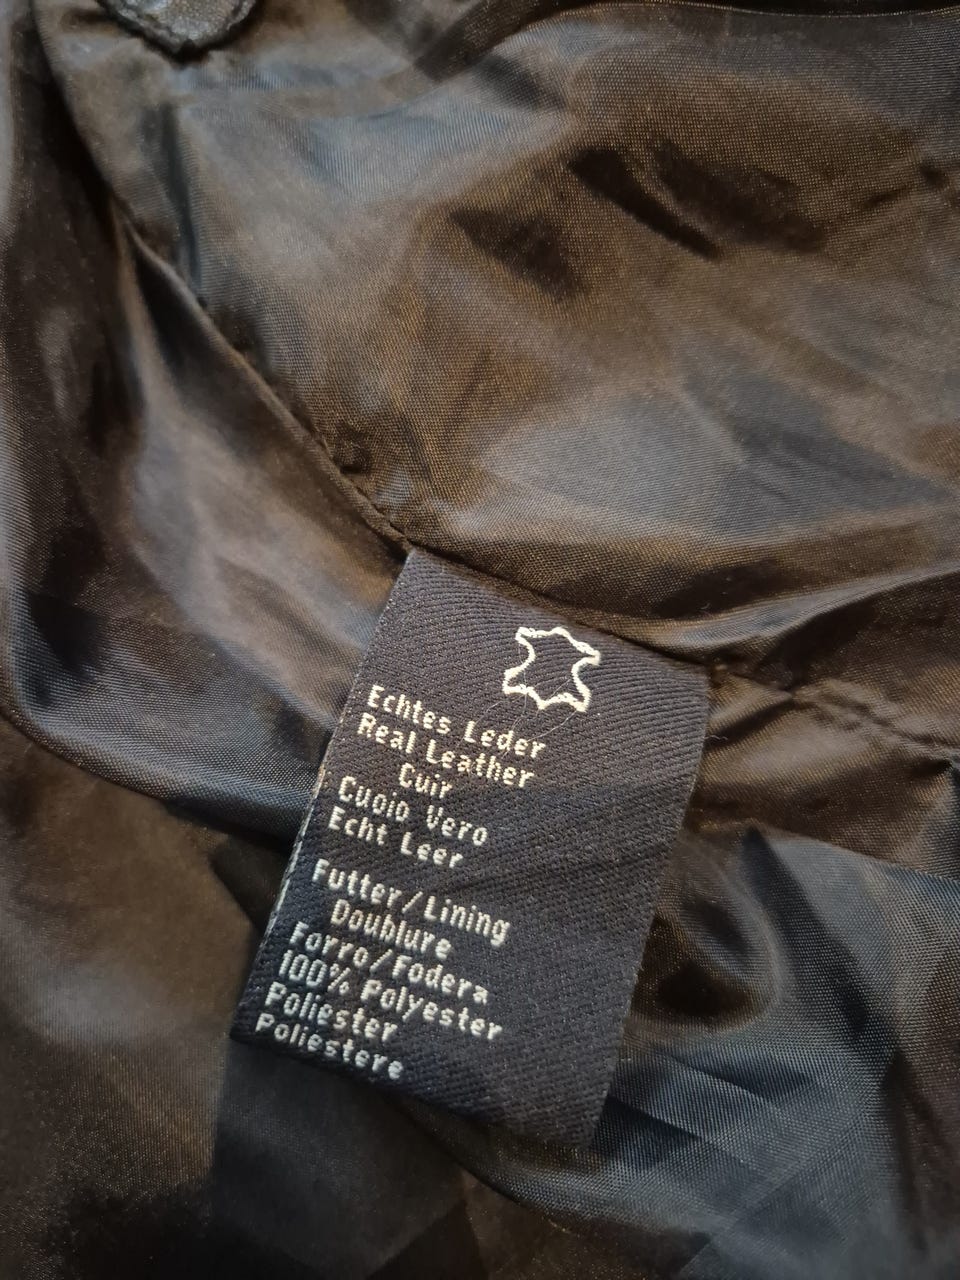 Echtes Leder
Real Leather
Cuir
Cuoio Vero
Echt Leer
Futter/Lining
Doublure
Forro/Fodera
100% Polyester
Poliester
Poliestere